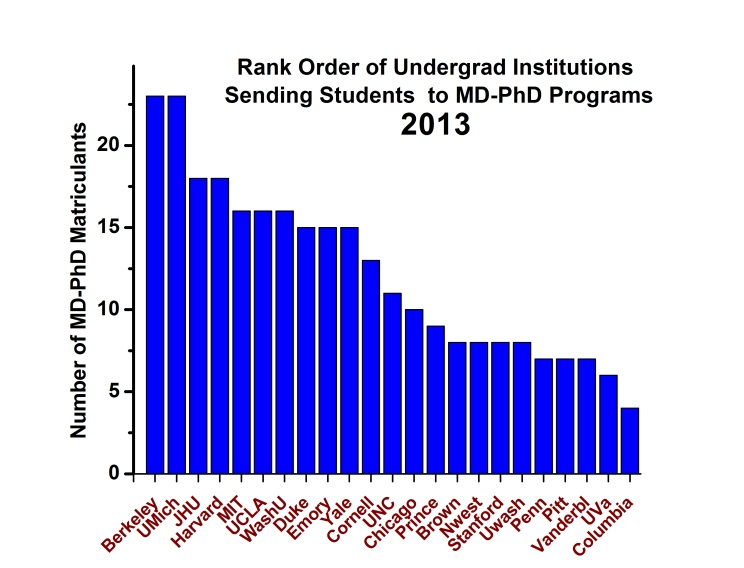 Rank Order of Undergrad Institutions
Sending Students to MD-PhD Programs
2013
Number of MD-PhD Matriculants
20
15
10
5
0
Berkeley
UMich
JHU
Harvard
MIT
UCLA
WashU
Duke
Emory
Yale
Cornell
UNC
Chicago
Prince
Brown
Nwest
Stanford
Uwash
Penn
Pitt
Vanderbl
UVa
Columbia